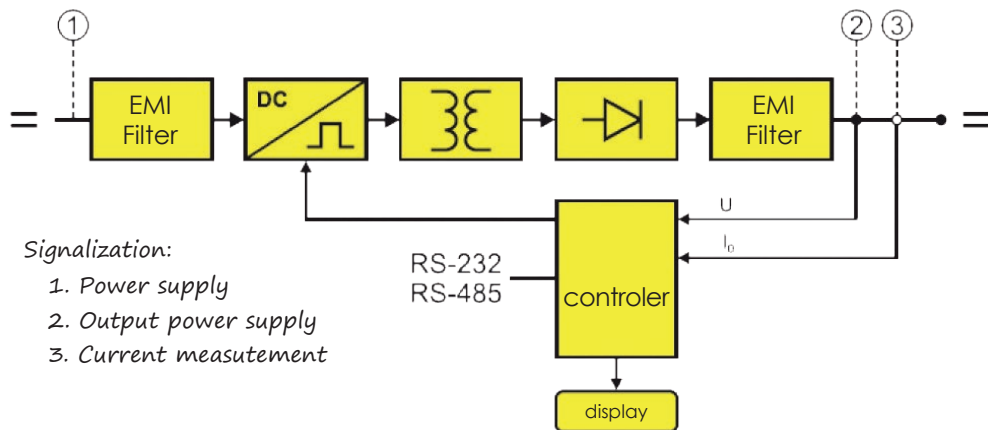 1
2
3
EMI
Filter
DC
EMI
Filter
U
I0
RS-232
RS-485
controler
display
Signalization:
1. Power supply
2. Output power supply
3. Current measutement